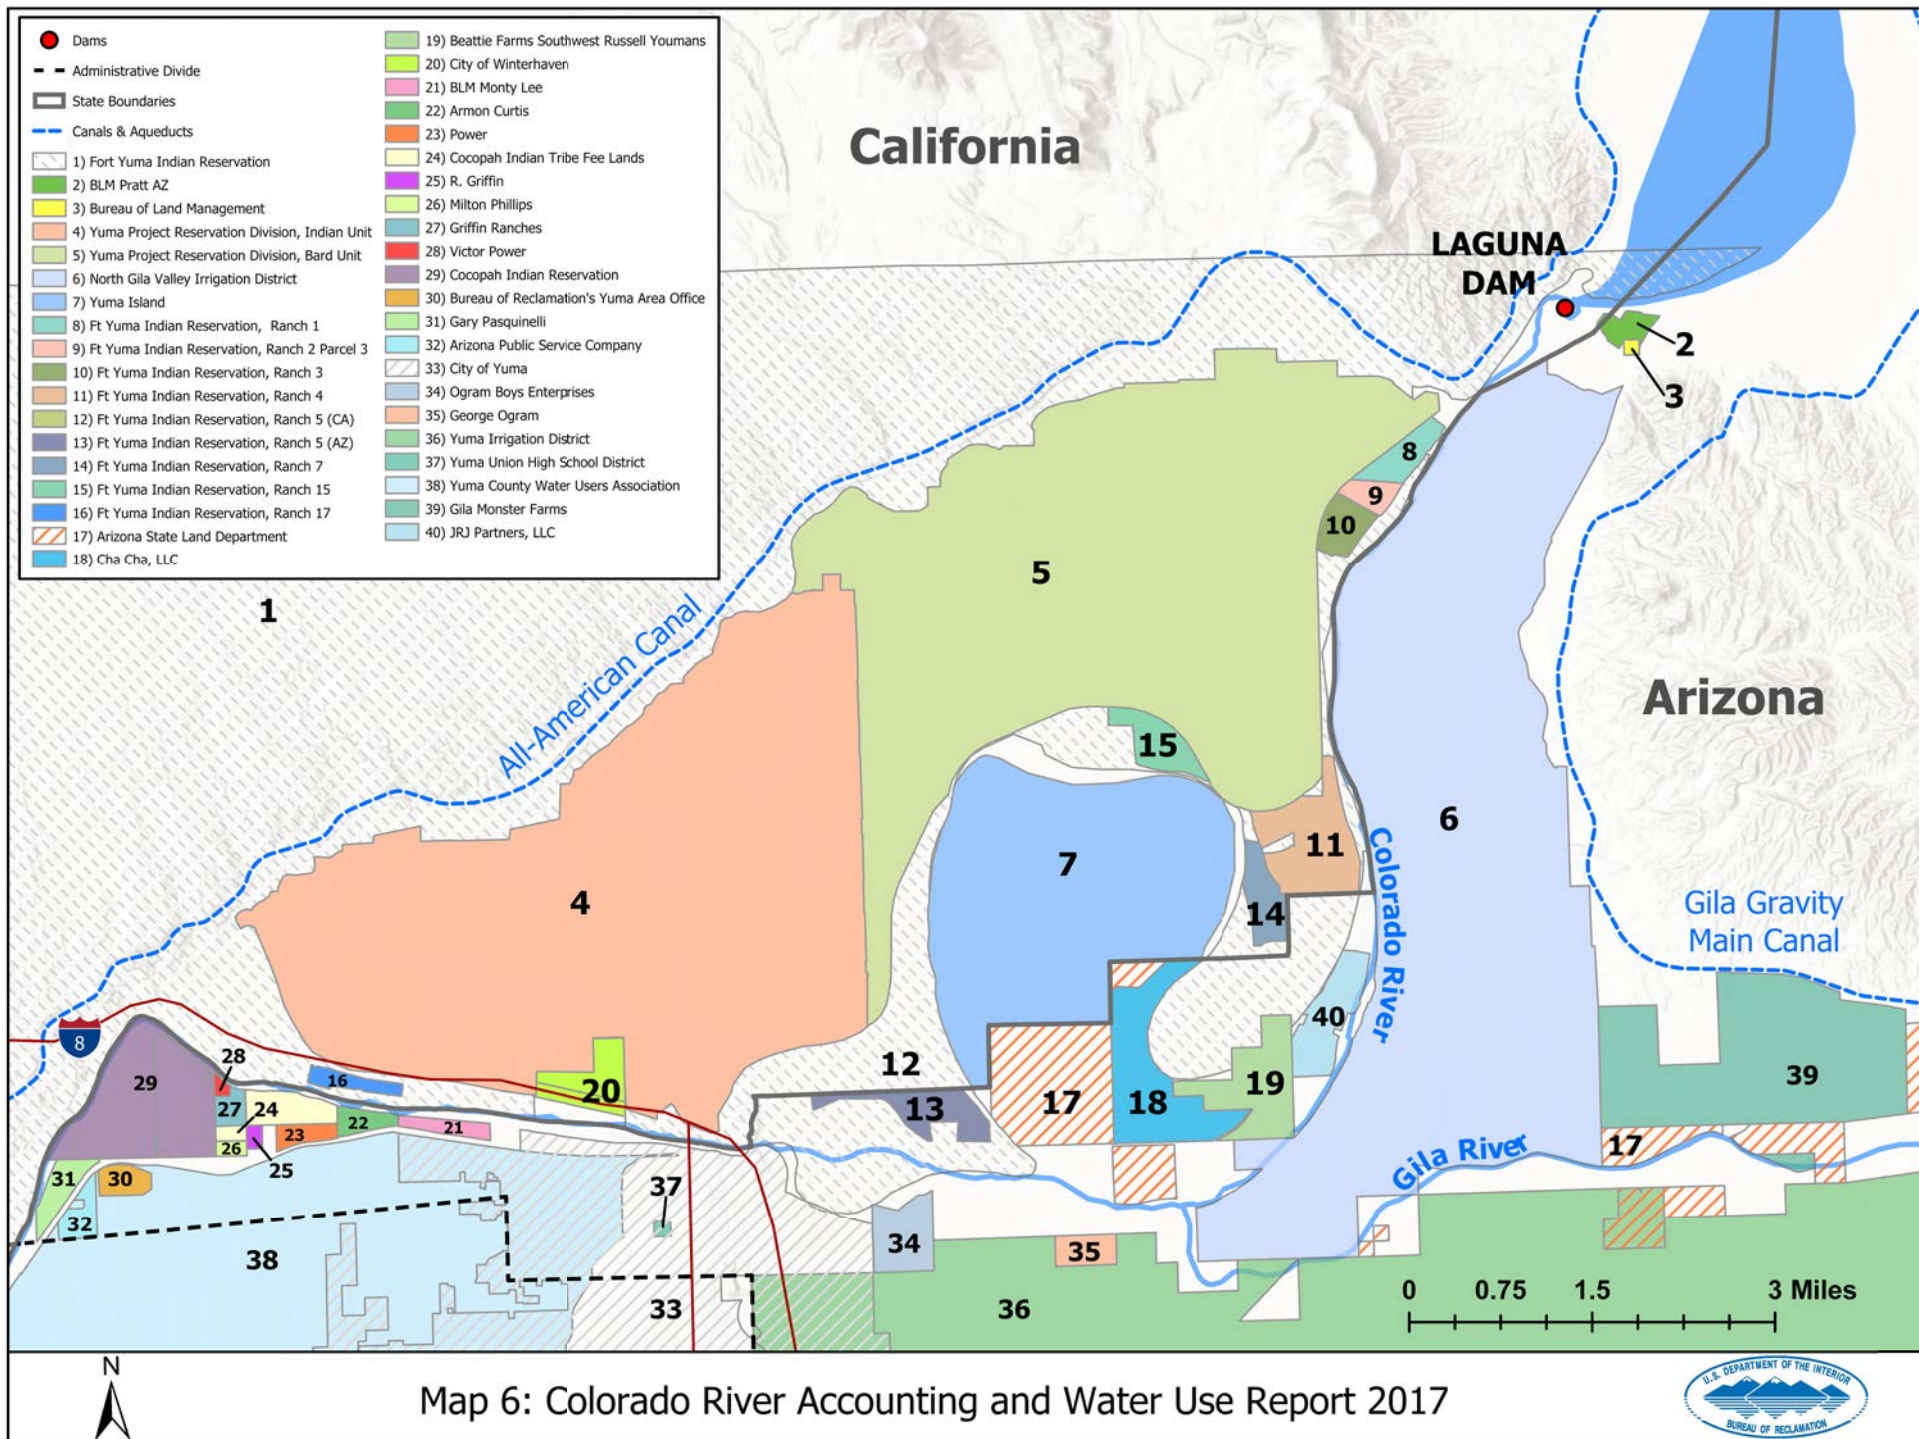 Dams
Administrative Divide
State Boundaries
Canals & Aqueducts
1) Fort Yuma Indian Reservation
2) BLM Pratt AZ
3) Bureau of Land Management
4) Yuma Project Reservation Division, Indian Unit
5) Yuma Project Reservation Division, Bard Unit
6) North Gila Valley Irrigation District
7) Yuma Island
8) Ft Yuma Indian Reservation, Ranch 1
9) Ft Yuma Indian Reservation, Ranch 2 Parcel 3
10) Ft Yuma Indian Reservation, Ranch 3
11) Ft Yuma Indian Reservation, Ranch 4
12) Ft Yuma Indian Reservation, Ranch 5 (CA)
13) Ft Yuma Indian Reservation, Ranch 5 (AZ)
14) Ft Yuma Indian Reservation, Ranch 7
15) Ft Yuma Indian Reservation, Ranch 15
16) Ft Yuma Indian Reservation, Ranch 17
17) Arizona State Land Department
18) Cha Cha, LLC
19) Beattie Farms Southwest Russell Youmans
20) City of Winterhaven
21) BLM Monty Lee
22) Armon Curtis
23) Power
24) Cocopah Indian Tribe Fee Lands
25) R. Griffin
26) Milton Phillips
27) Griffin Ranches
28) Victor Power
29) Cocopah Indian Reservation
30) Bureau of Reclamation's Yuma Area Office
31) Gary Pasquinelli
32) Arizona Public Service Company
33) City of Yuma
34) Ogram Boys Enterprises
35) George Ogram
36) Yuma Irrigation District
37) Yuma Union High School District
38) Yuma County Water Users Association
39) Gila Monster Farms
40) JRJ Partners, LLC
California
LAGUNA
DAM
2
3
8
9
10
5
1
All-American Canal
Arizona
15
6
11
7
4
14
Colorado River
Gila Gravity
Main Canal
40
8
28
16
12
29
20
19
39
27
24
13
17
18
22
21
23
26
25
17
Gila River
31
30
37
32
34
35
38
33
36
0
0.75
1.5
3 Miles
N
Map 6: Colorado River Accounting and Water Use Report 2017
U.S. DEPARTMENT OF THE INTERIOR
BUREAU OF RECLAMATION